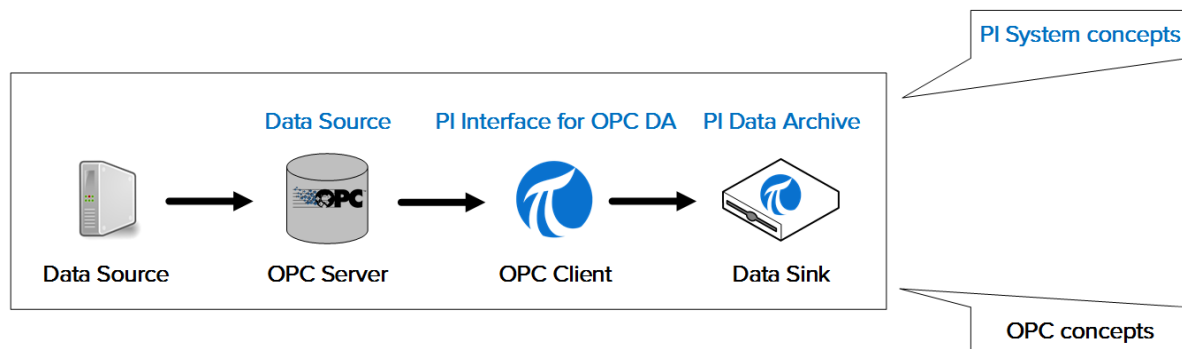 PI System concepts
Data Source
PI Interface for OPC DA
PI Data Archive
OPC
Data Source
OPC Server
OPC Client
Data Sink
OPC concepts